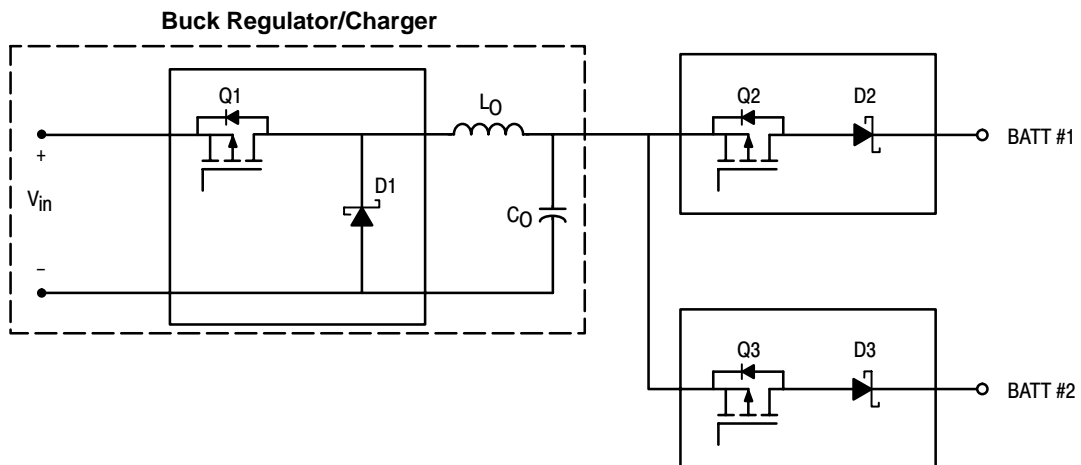 Buck Regulator/Charger
Q1
LO
Q2
D2
BATT #1
+
Vin
D1
CO
–
Q3
D3
BATT #2